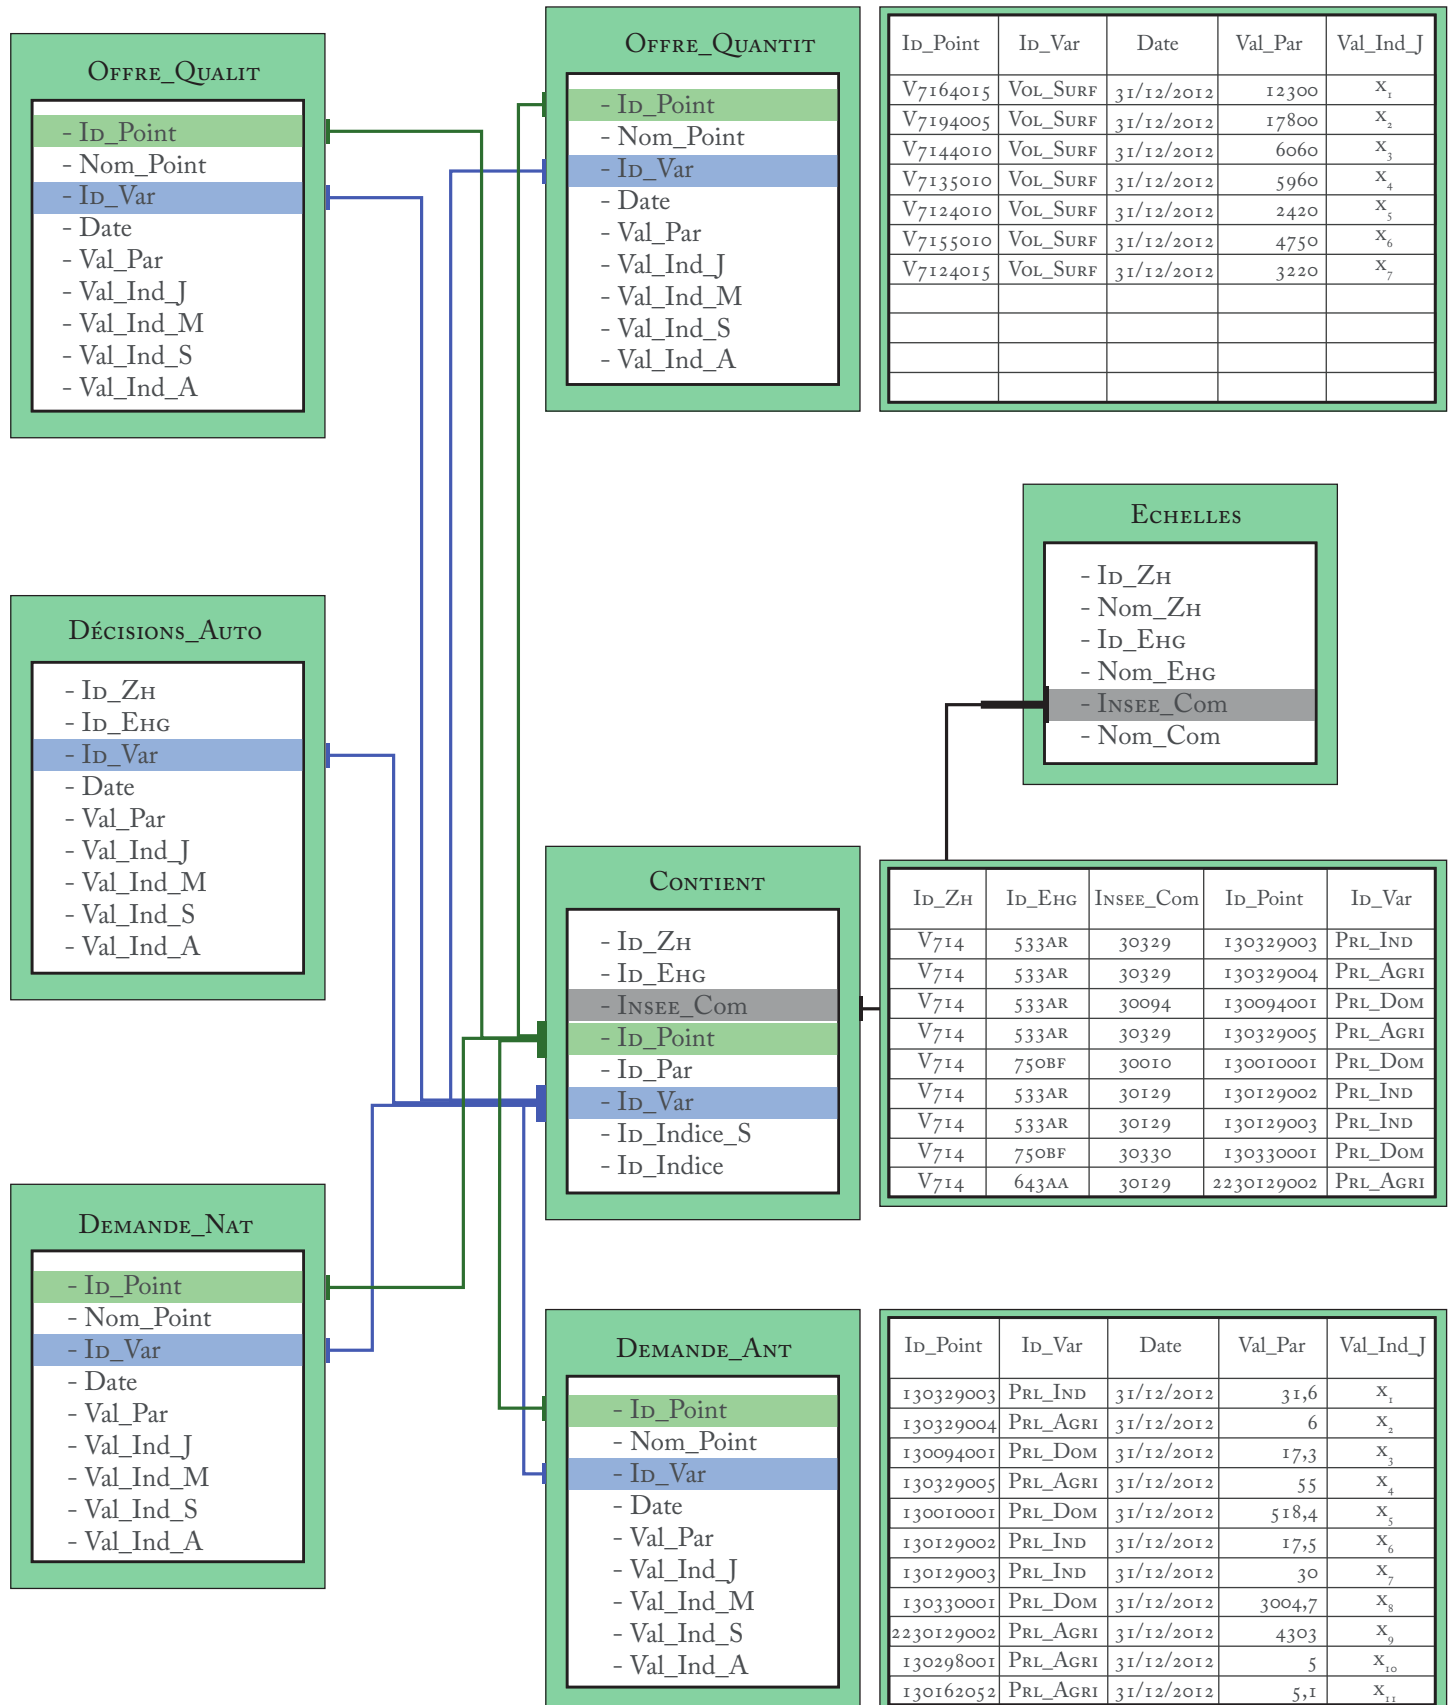 Offre_Qualit
- Id_Point
- Nom_Point
- Id_Var
- Date
- Val_Par
- Val_Ind_J
- Val_Ind_M
- Val_Ind_S
- Val_Ind_A
Offre_Quantit
- Id_Point
- Nom_Point
- Id_Var
- Date
- Val_Par
- Val_Ind_J
- Val_Ind_M
- Val_Ind_S
- Val_Ind_A
Id_Point Id_Var Date Val_Par Val_Ind_J
V7164015 Vol_Surf 31/12/2012 12300 x₁
V7194005 Vol_Surf 31/12/2012 17800 x₂
V7144010 Vol_Surf 31/12/2012 6060 x₃
V7135010 Vol_Surf 31/12/2012 5960 x₄
V7124010 Vol_Surf 31/12/2012 2420 x₅
V7155010 Vol_Surf 31/12/2012 4750 x₆
V7124015 Vol_Surf 31/12/2012 3220 x₇
Echelles
- Id_Zh
- Nom_Zh
- Id_Ehg
- Nom_Ehg
- Insee_Com
- Nom_Com
Décisions_Auto
- Id_Zh
- Id_Ehg
- Id_Var
- Date
- Val_Par
- Val_Ind_J
- Val_Ind_M
- Val_Ind_S
- Val_Ind_A
Contient
- Id_Zh
- Id_Ehg
- Insee_Com
- Id_Point
- Id_Par
- Id_Var
- Id_Indice_S
- Id_Indice
Id_Zh Id_Ehg Insee_Com Id_Point Id_Var
V714 533AR 30329 130329003 Prl_Ind
V714 533AR 30329 130329004 Prl_Agri
V714 533AR 30094 130094001 Prl_Dom
V714 533AR 30329 130329005 Prl_Agri
V714 750BF 30010 130010001 Prl_Dom
V714 533AR 30129 130129002 Prl_Ind
V714 533AR 30129 130129003 Prl_Ind
V714 750BF 30330 130330001 Prl_Dom
V714 643AA 30129 2230129002 Prl_Agri
Demande_Nat
- Id_Point
- Nom_Point
- Id_Var
- Date
- Val_Par
- Val_Ind_J
- Val_Ind_M
- Val_Ind_S
- Val_Ind_A
Demande_Ant
- Id_Point
- Nom_Point
- Id_Var
- Date
- Val_Par
- Val_Ind_J
- Val_Ind_M
- Val_Ind_S
- Val_Ind_A
Id_Point Id_Var Date Val_Par Val_Ind_J
130329003 Prl_Ind 31/12/2012 31,6 x₁
130329004 Prl_Agri 31/12/2012 6 x₂
130094001 Prl_Dom 31/12/2012 17,3 x₃
130329005 Prl_Agri 31/12/2012 55 x₄
130010001 Prl_Dom 31/12/2012 518,4 x₅
130129002 Prl_Ind 31/12/2012 17,5 x₆
130129003 Prl_Ind 31/12/2012 30 x₇
130330001 Prl_Dom 31/12/2012 3004,7 x₈
2230129002 Prl_Agri 31/12/2012 4303 x₉
130298001 Prl_Agri 31/12/2012 5 x₁₀
130162052 Prl_Agri 31/12/2012 5,1 x₁₁